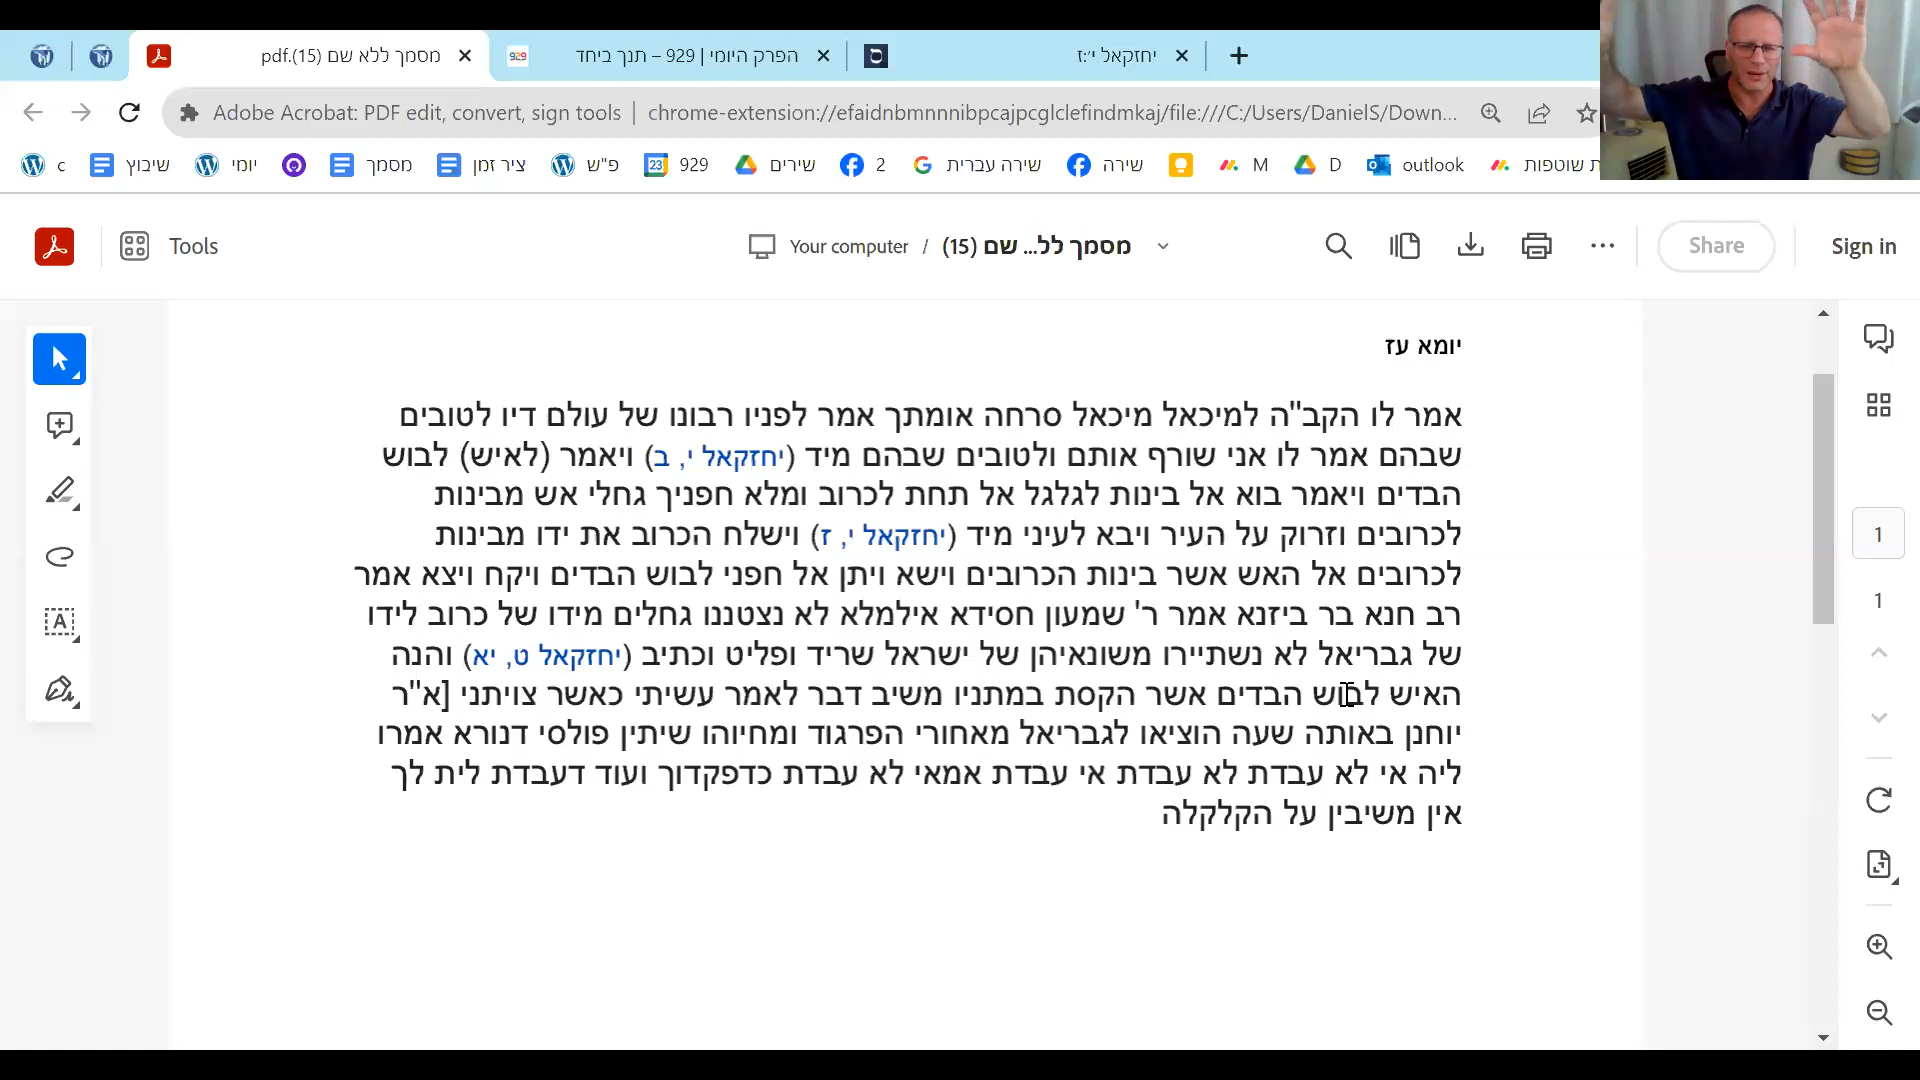 מסמך ללא שם (15).pdf
הפרק היומי | 929 – תנך ביחד
יחזקאל י׳:ז
Adobe Acrobat: PDF edit, convert, sign tools | chrome-extension://efaidnbmnnnibpcajpcglclefindmkaj/file:///C:/Users/DanielS/Down...
c שיבוץ יומי מסמך ציר זמן פ"ש 929 שירים 2 שירה עברית שירה M D outlook ת שוטפות
Tools Your computer / מסמך לל... שם (15) Share Sign in
יומא עז
אמר לו הקב"ה למיכאל מיכאל סרחה אומתך אמר לפניו רבונו של עולם דיו לטובים
שבהם אמר לו אני שורף אותם ולטובים שבהם מיד (יחזקאל י, ב) ויאמר (לאיש) לבוש
הבדים ויאמר בוא אל בינות לגלגל אל תחת לכרוב ומלא חפניך גחלי אש מבינות
לכרובים וזרוק על העיר ויבא לעיני מיד (יחזקאל י, ז) וישלח הכרוב את ידו מבינות
לכרובים אל האש אשר בינות הכרובים וישא ויתן אל חפני לבוש הבדים ויקח ויצא אמר
רב חנא בר ביזנא אמר ר' שמעון חסידא אילמלא לא נצטננו גחלים מידו של כרוב לידו
של גבריאל לא נשתיירו משונאיהן של ישראל שריד ופליט וכתיב (יחזקאל ט, יא) והנה
האיש לבוש הבדים אשר הקסת במתניו משיב דבר לאמר עשיתי כאשר צויתני [א"ר
יוחנן באותה שעה הוציאו לגבריאל מאחורי הפרגוד ומחיוהו שיתין פולסי דנורא אמרו
ליה אי לא עבדת לא עבדת אי עבדת אמאי לא עבדת כדפקדוך ועוד דעבדת לית לך
אין משיבין על הקלקלה
1
1